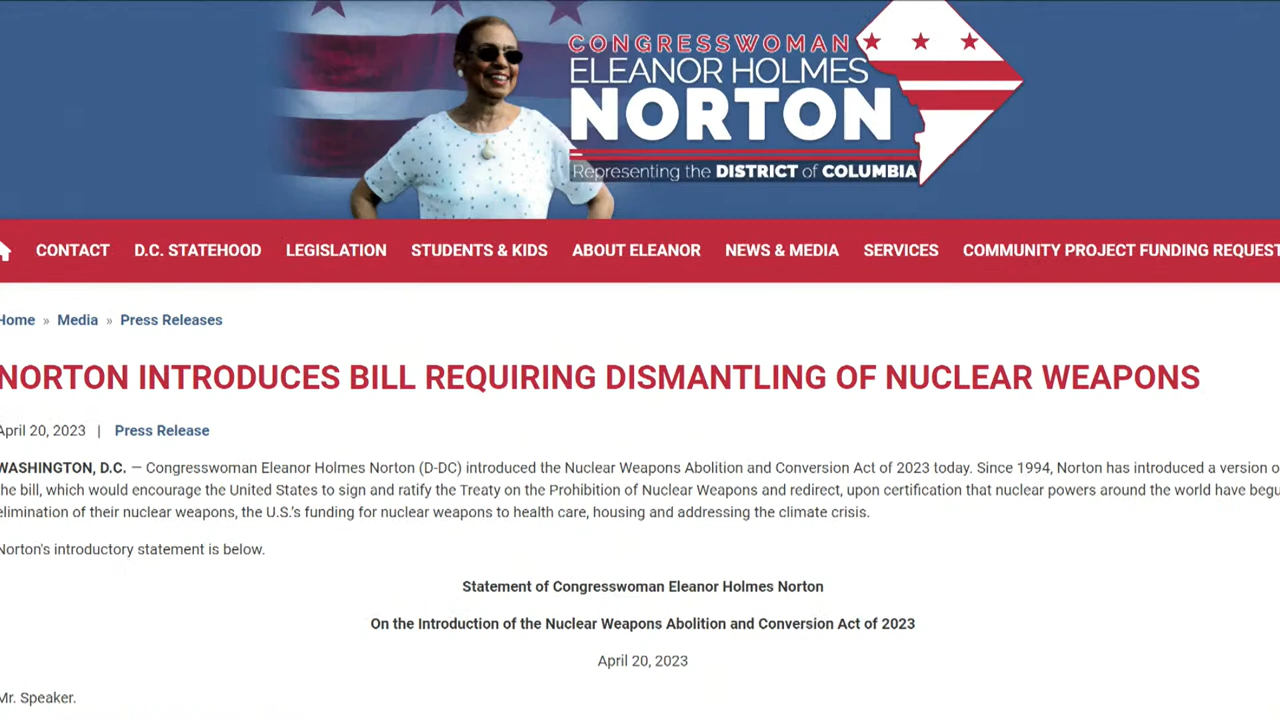 CONGRESSWOMAN
ELEANOR HOLMES
NORTON
Representing the DISTRICT of COLUMBIA
CONTACT D.C. STATEHOOD LEGISLATION STUDENTS & KIDS ABOUT ELEANOR NEWS & MEDIA SERVICES COMMUNITY PROJECT FUNDING REQUEST
Home » Media » Press Releases
NORTON INTRODUCES BILL REQUIRING DISMANTLING OF NUCLEAR WEAPONS
April 20, 2023 | Press Release
WASHINGTON, D.C. — Congresswoman Eleanor Holmes Norton (D-DC) introduced the Nuclear Weapons Abolition and Conversion Act of 2023 today. Since 1994, Norton has introduced a version o
the bill, which would encourage the United States to sign and ratify the Treaty on the Prohibition of Nuclear Weapons and redirect, upon certification that nuclear powers around the world have begu
elimination of their nuclear weapons, the U.S.'s funding for nuclear weapons to health care, housing and addressing the climate crisis.
Norton's introductory statement is below.
Statement of Congresswoman Eleanor Holmes Norton
On the Introduction of the Nuclear Weapons Abolition and Conversion Act of 2023
April 20, 2023
Mr. Speaker.